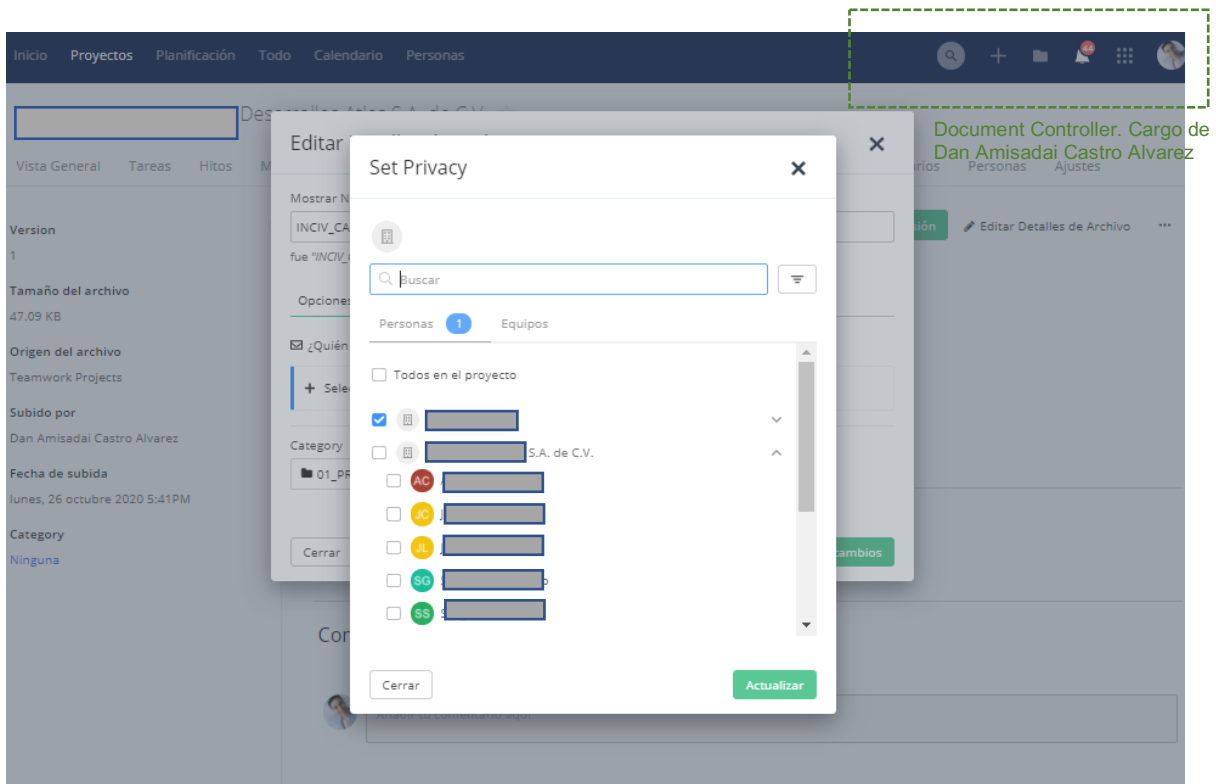 Inicio Proyectos Planificación Todo Calendario Personas 44
Document Controller. Cargo de
Dan Amisadai Castro Alvarez
Vista General Tareas Hitos Personas Ajustes
Editar
Set Privacy
Mostrar
INCIV_CA
fue "INCIV_
Editar Detalles de Archivo ...
Version
1
Tamaño del archivo
47.09 KB
Origen del archivo
Teamwork Projects
Subido por
Dan Amisadai Castro Alvarez
Fecha de subida
lunes, 26 octubre 2020 5:41PM
Category
Ninguna
Opciones
¿Quién
+ Sele
Category
01_PR
Cerrar
cambios
Buscar
Personas 1 Equipos
Todos en el proyecto
S.A. de C.V.
AC
JC
JL
SG
SS
Cerrar Actualizar
Añadir tu comentario aquí